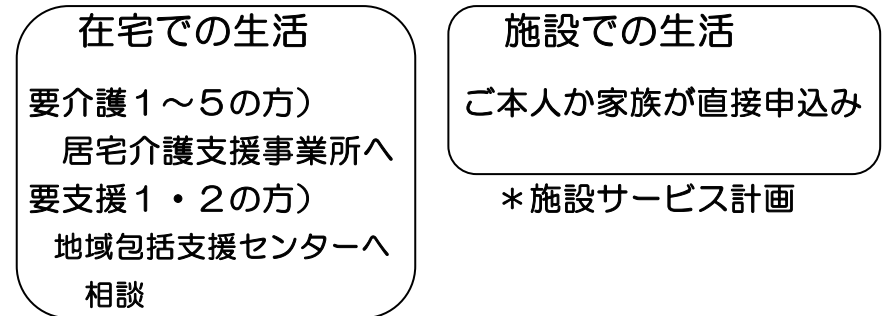 在宅での生活
要介護１～５の方）
居宅介護支援事業所へ
要支援１・２の方）
地域包括支援センターへ
相談
施設での生活
ご本人か家族が直接申込み
＊施設サービス計画